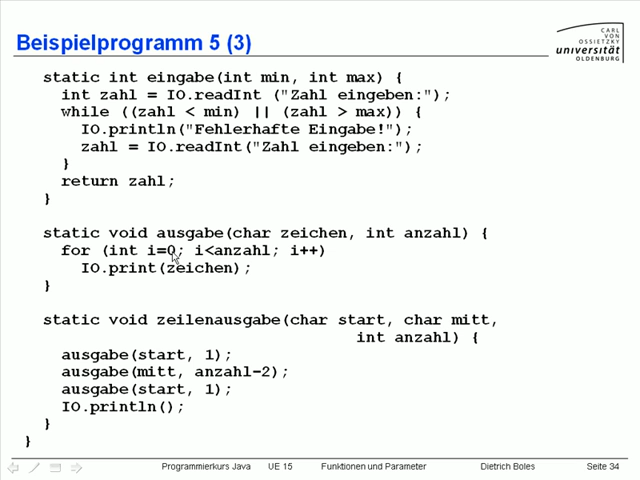 Beispielprogramm 5 (3)
CARL
VON
OSSIETZKY
universität
OLDENBURG
static int eingabe(int min, int max) {
int zahl = IO.readInt ("Zahl eingeben:");
while ((zahl < min) || (zahl > max)) {
IO.println("Fehlerhafte Eingabe!");
zahl = IO.readInt("Zahl eingeben:");
}
return zahl;
}
static void ausgabe(char zeichen, int anzahl) {
for (int i=0; i<anzahl; i++)
IO.print(zeichen);
}
static void zeilenausgabe(char start, char mitt,
int anzahl) {
ausgabe(start, 1);
ausgabe(mitt, anzahl-2);
ausgabe(start, 1);
IO.println();
}
}
Programmierkurs Java UE 15 Funktionen und Parameter Dietrich Boles Seite 34